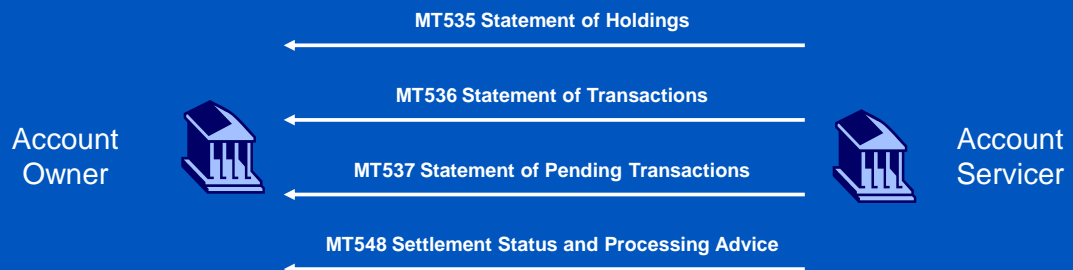 MT535 Statement of Holdings
MT536 Statement of Transactions
Account
Owner
Account
Servicer
MT537 Statement of Pending Transactions
MT548 Settlement Status and Processing Advice